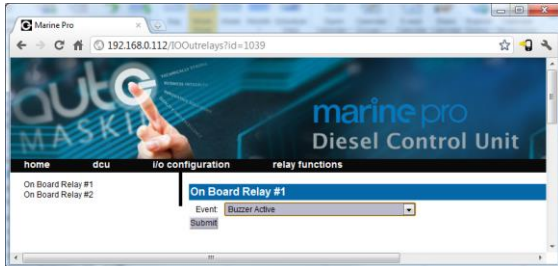 Marine Pro
192.168.0.112/IOOutrelays?id=1039
auto
MASKIN
marine pro
Diesel Control Unit
home dcu i/o configuration relay functions
On Board Relay #1
On Board Relay #2
On Board Relay #1
Event: Buzzer Active
Submit